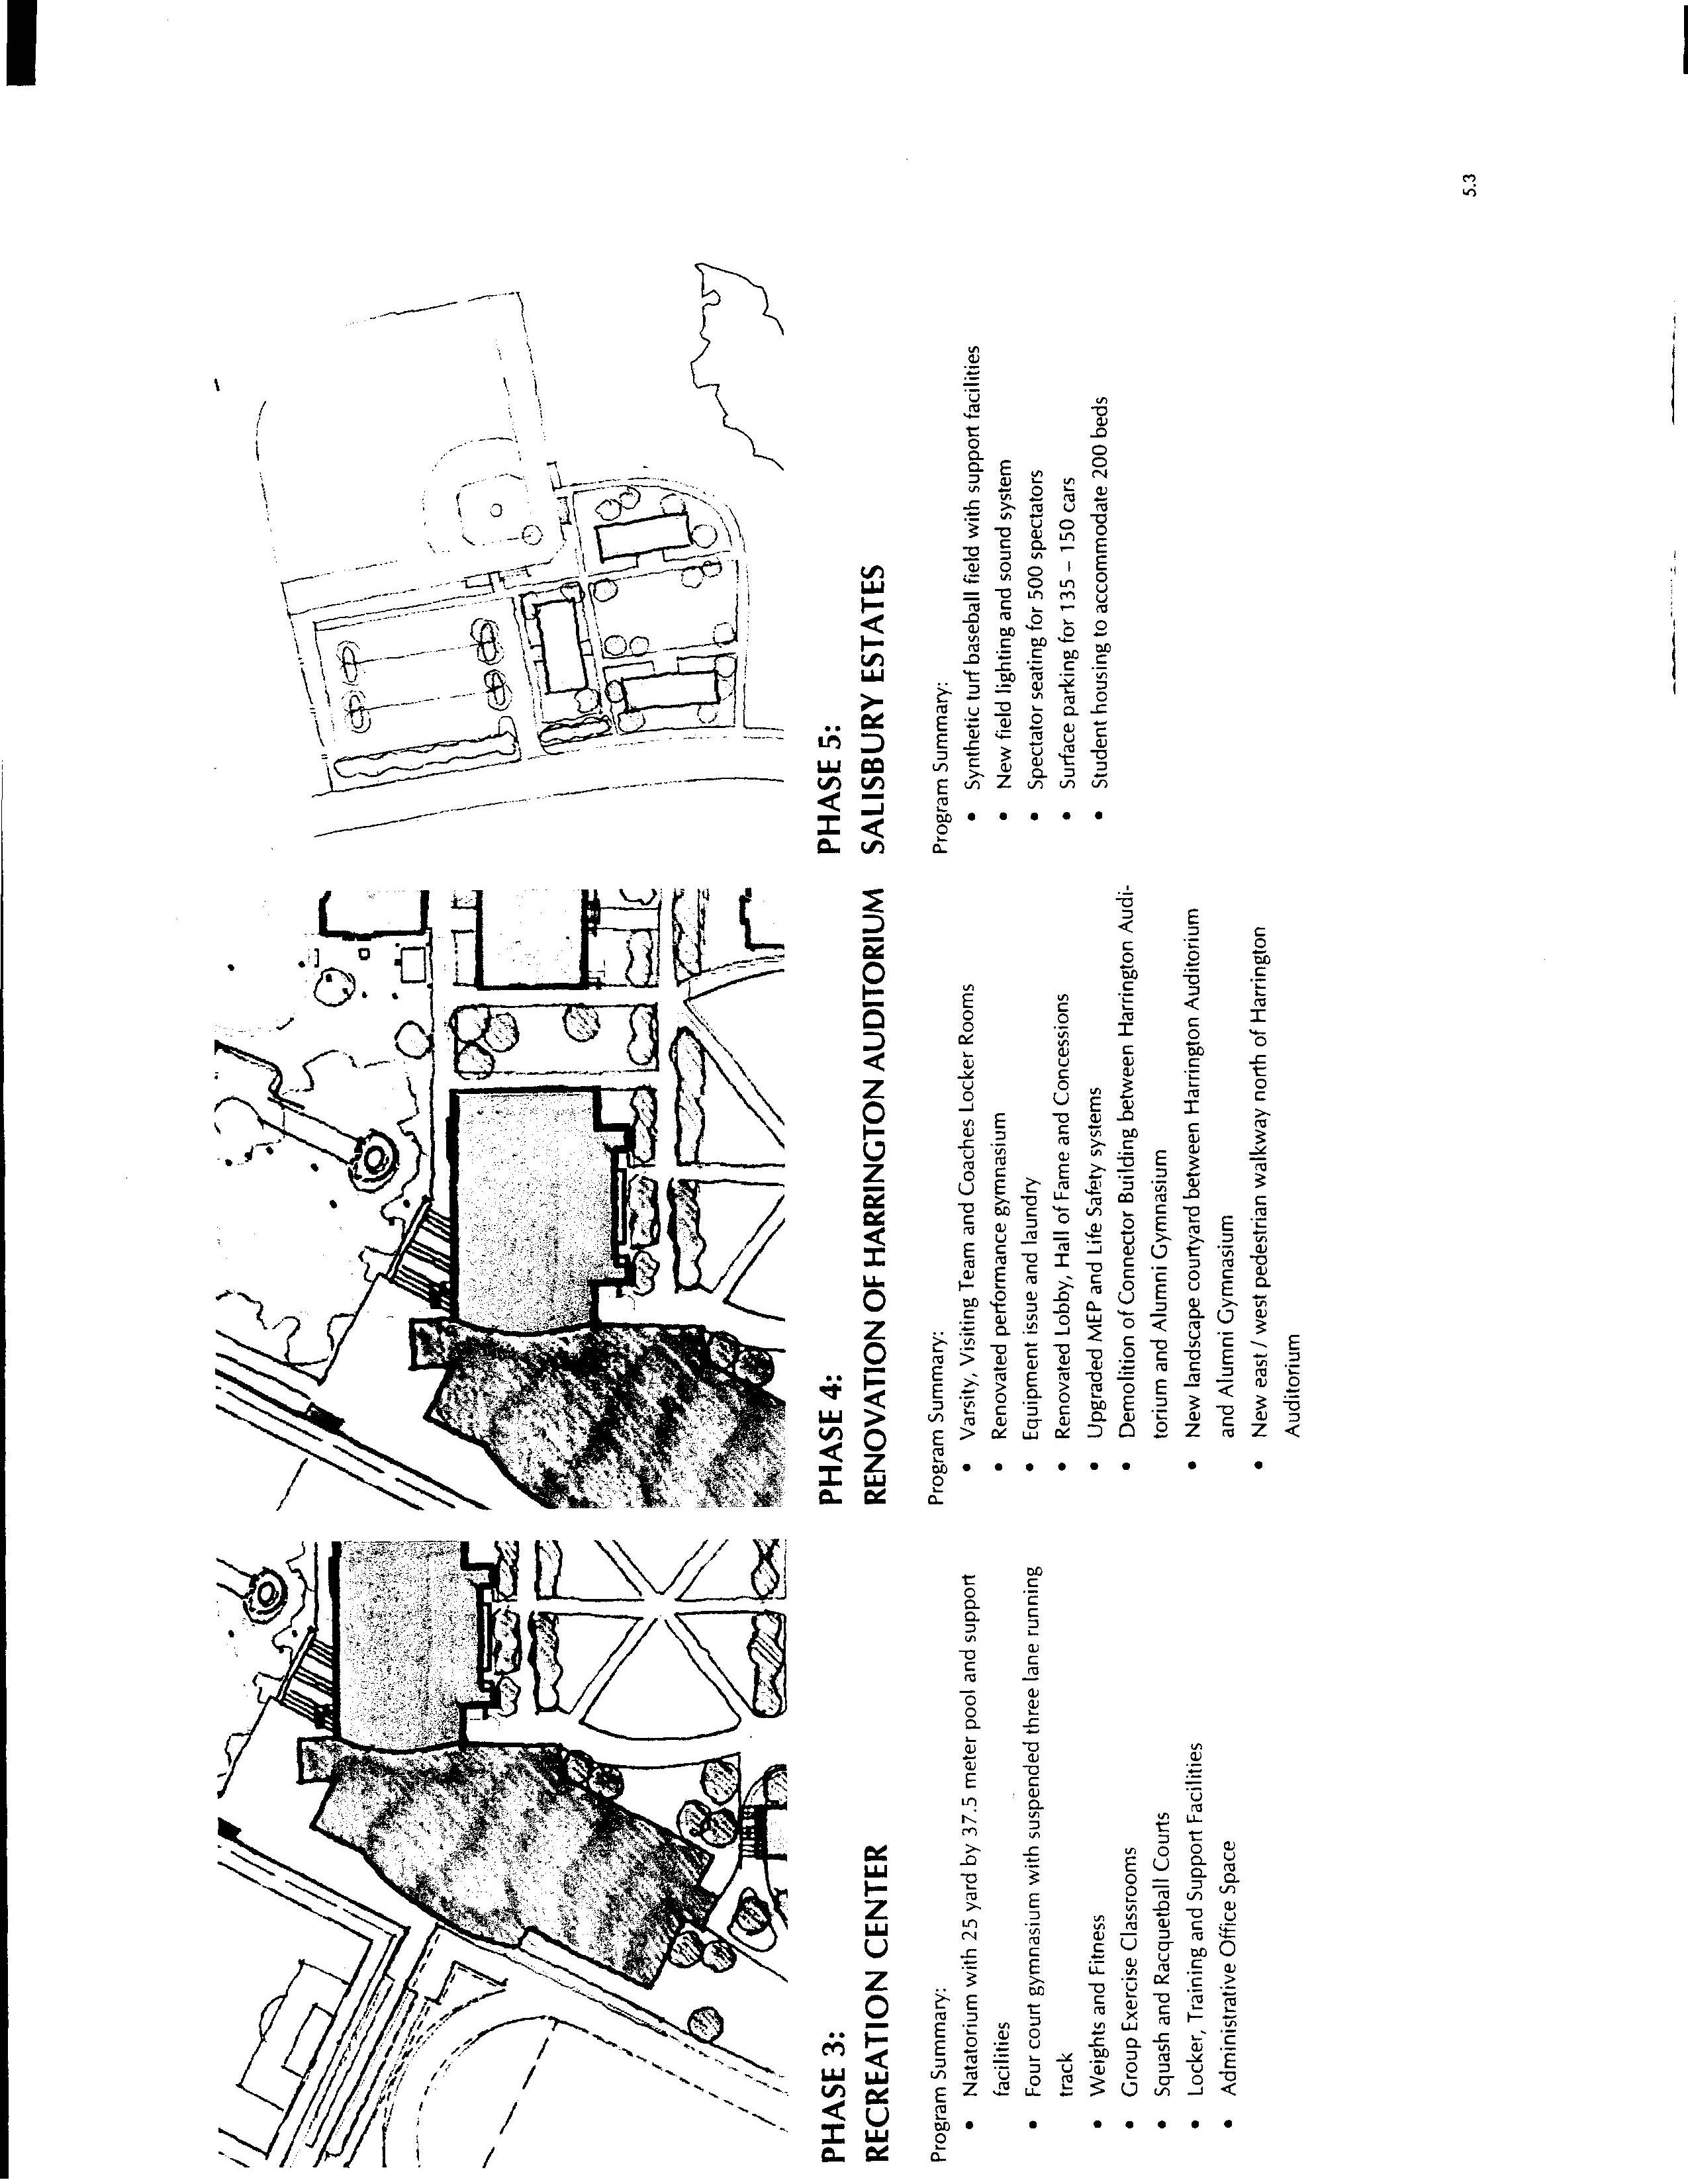 PHASE 3:
RECREATION CENTER
Program Summary:
• Natatorium with 25 yard by 37.5 meter pool and support
facilities
• Four court gymnasium with suspended three lane running
track
• Weights and Fitness
• Group Exercise Classrooms
• Squash and Racquetball Courts
• Locker, Training and Support Facilities
• Administrative Office Space
PHASE 4:
RENOVATION OF HARRINGTON AUDITORIUM
Program Summary:
• Varsity, Visiting Team and Coaches Locker Rooms
• Renovated performance gymnasium
• Equipment issue and laundry
• Renovated Lobby, Hall of Fame and Concessions
• Upgraded MEP and Life Safety systems
• Demolition of Connector Building between Harrington Audi-
torium and Alumni Gymnasium
• New landscape courtyard between Harrington Auditorium
and Alumni Gymnasium
• New east / west pedestrian walkway north of Harrington
Auditorium
PHASE 5:
SALISBURY ESTATES
Program Summary:
• Synthetic turf baseball field with support facilities
• New field lighting and sound system
• Spectator seating for 500 spectators
• Surface parking for 135 – 150 cars
• Student housing to accommodate 200 beds
5.3